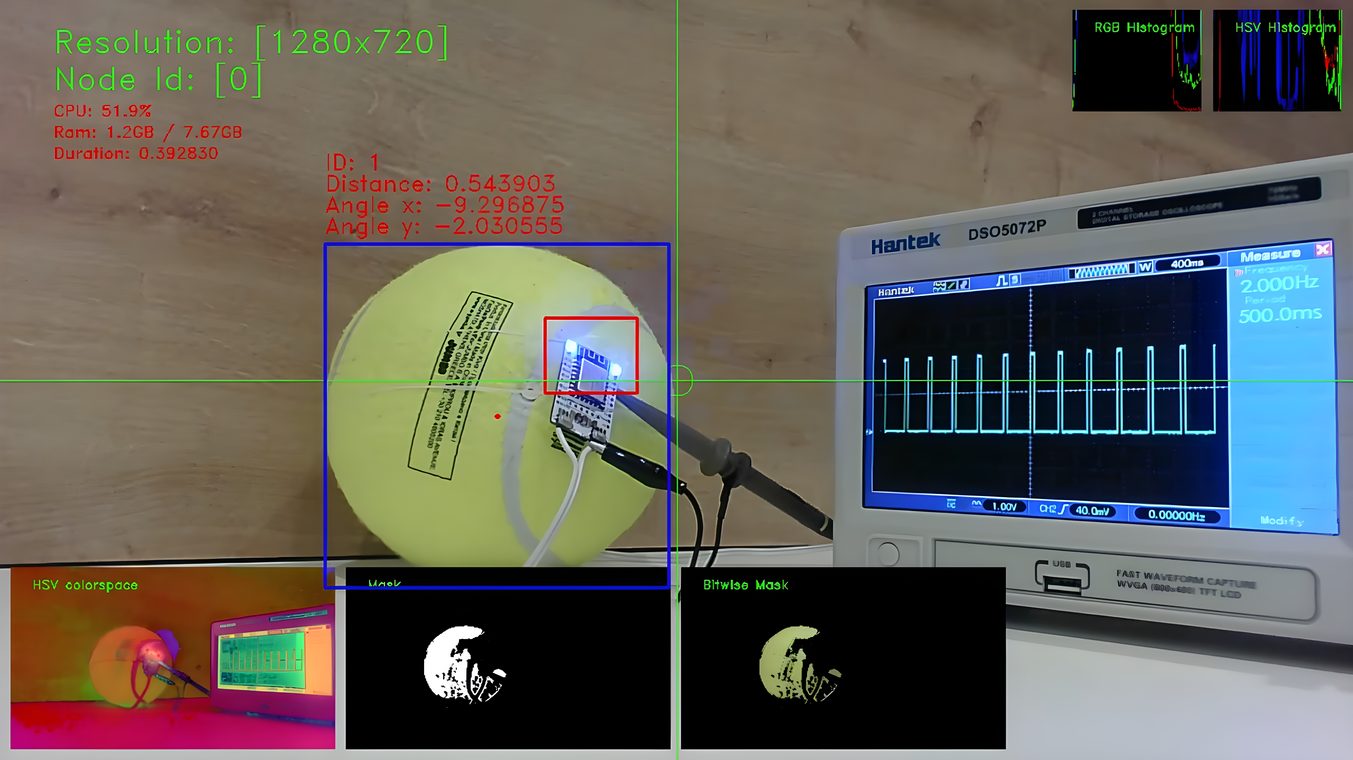 Resolution: [1280x720]
Node Id: [0]
CPU: 51.9%
Ram: 1.2GB / 7.67GB
Duration: 0.392830
RGB Histogram
HSV Histogram
ID: 1
Distance: 0.543903
Angle x: -9.296875
Angle y: -2.030555
Hantek
DSO5072P
2 CHANNEL
DIGITAL STORAGE OSCILLOSCOPE
Hantek
W
400ms
Measure
Frequency
2.000Hz
Period
500.0ms
1.00V
CH2
40.0mV
0.00000Hz
Modify
USB
FAST WAVEFORM CAPTURE
WVGA (800x480) TFT LCD
HSV colorspace
Mask
Bitwise Mask